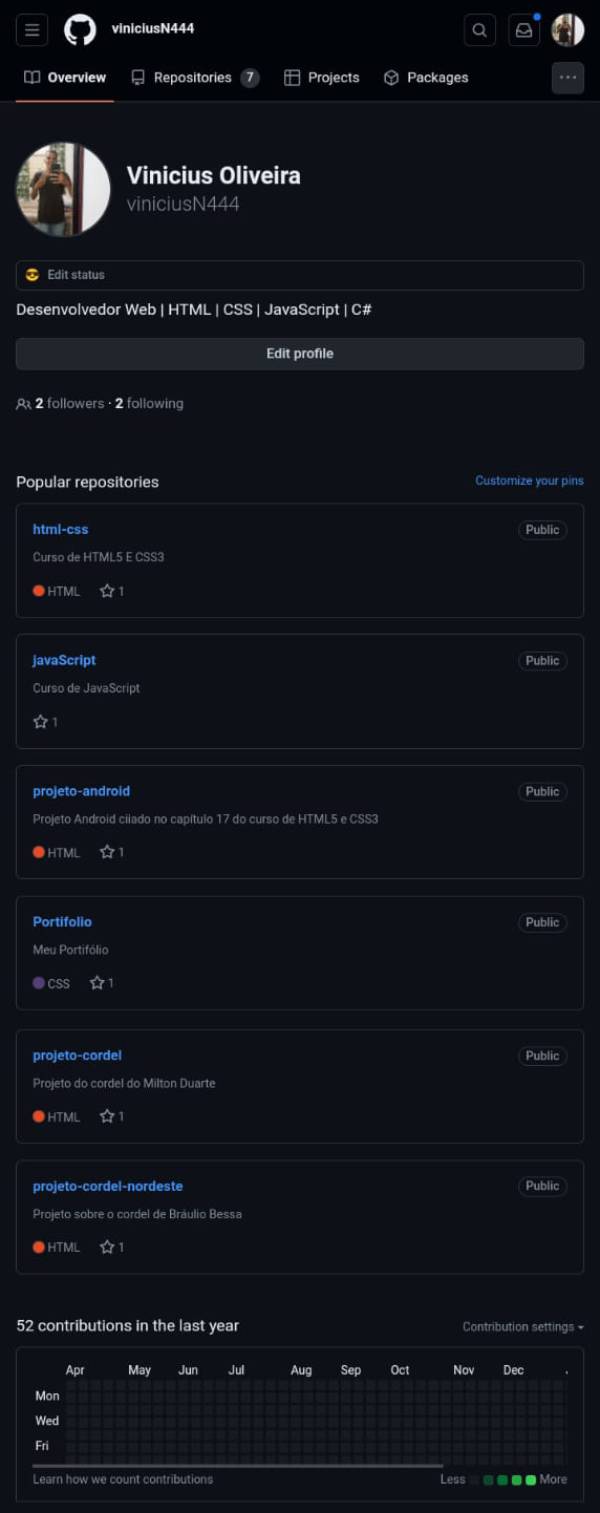 viniciusN444
Overview Repositories 7 Projects Packages
Vinicius Oliveira
viniciusN444
Edit status
Desenvolvedor Web | HTML | CSS | JavaScript | C#
Edit profile
2 followers · 2 following
Popular repositories Customize your pins
html-css Public
Curso de HTML5 E CSS3
HTML 1
javaScript Public
Curso de JavaScript
1
projeto-android Public
Projeto Android ciiado no capítulo 17 do curso de HTML5 e CSS3
HTML 1
Portifolio Public
Meu Portifólio
CSS 1
projeto-cordel Public
Projeto do cordel do Milton Duarte
HTML 1
projeto-cordel-nordeste Public
Projeto sobre o cordel de Bráulio Bessa
HTML 1
52 contributions in the last year Contribution settings
Apr May Jun Jul Aug Sep Oct Nov Dec
Mon
Wed
Fri
Learn how we count contributions Less More